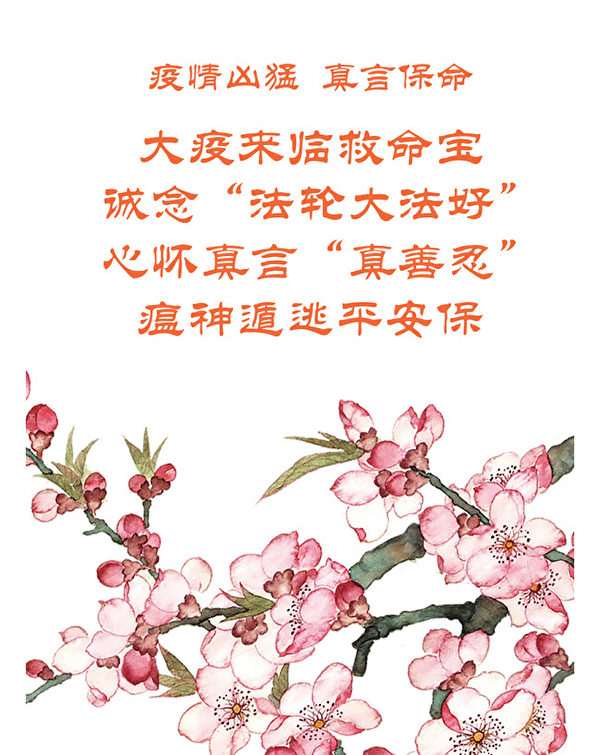 疫情凶猛 真言保命
大疫来临救命宝
诚念“法轮大法好”
心怀真言“真善忍”
瘟神遁逃平安保